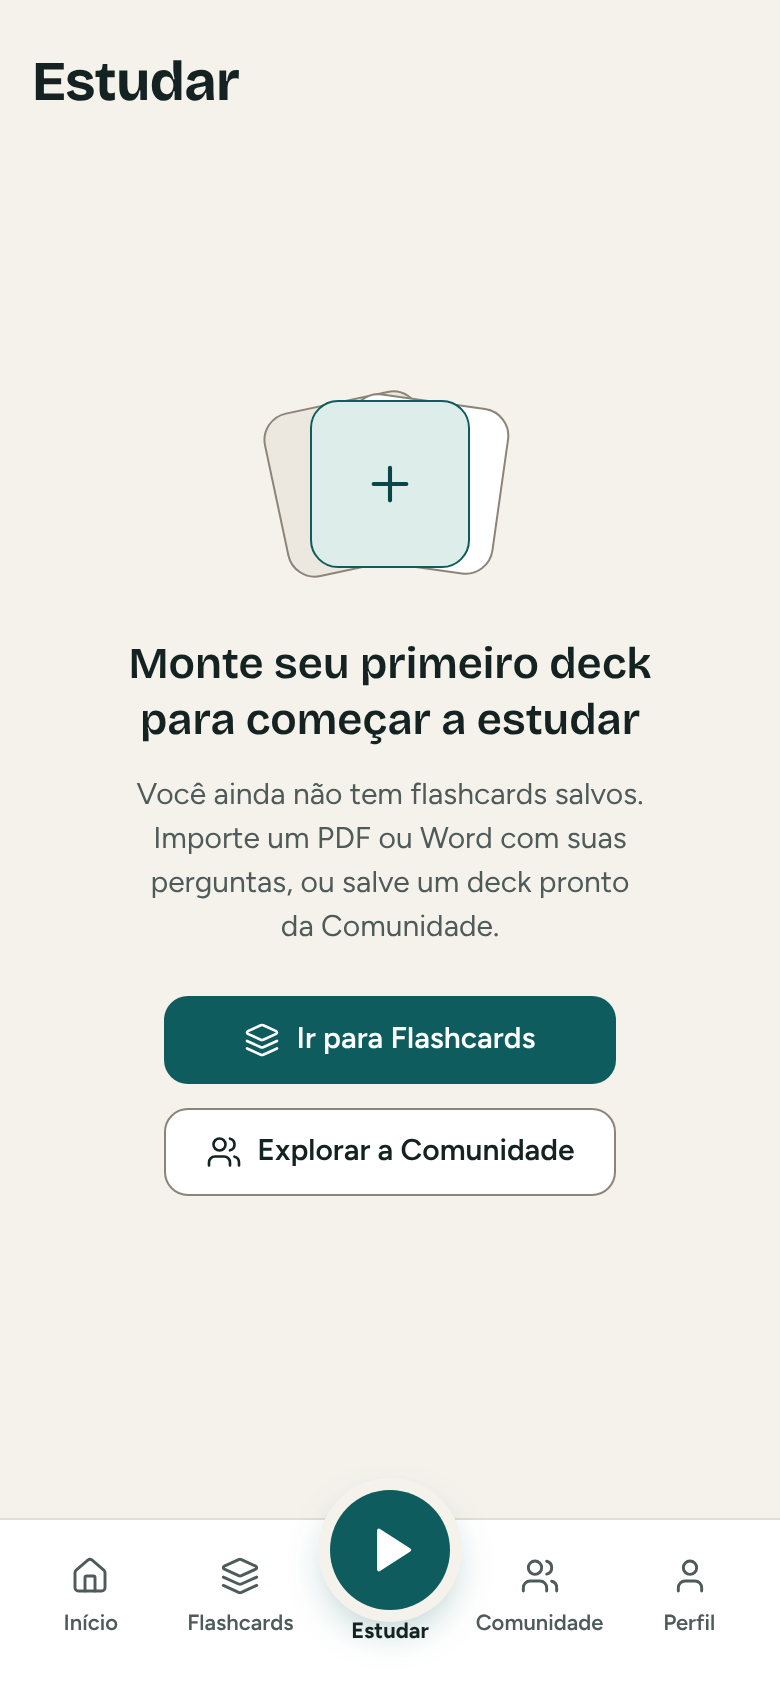 Estudar
Monte seu primeiro deck
para começar a estudar
Você ainda não tem flashcards salvos.
Importe um PDF ou Word com suas
perguntas, ou salve um deck pronto
da Comunidade.
Ir para Flashcards
Explorar a Comunidade
Início
Flashcards
Estudar
Comunidade
Perfil